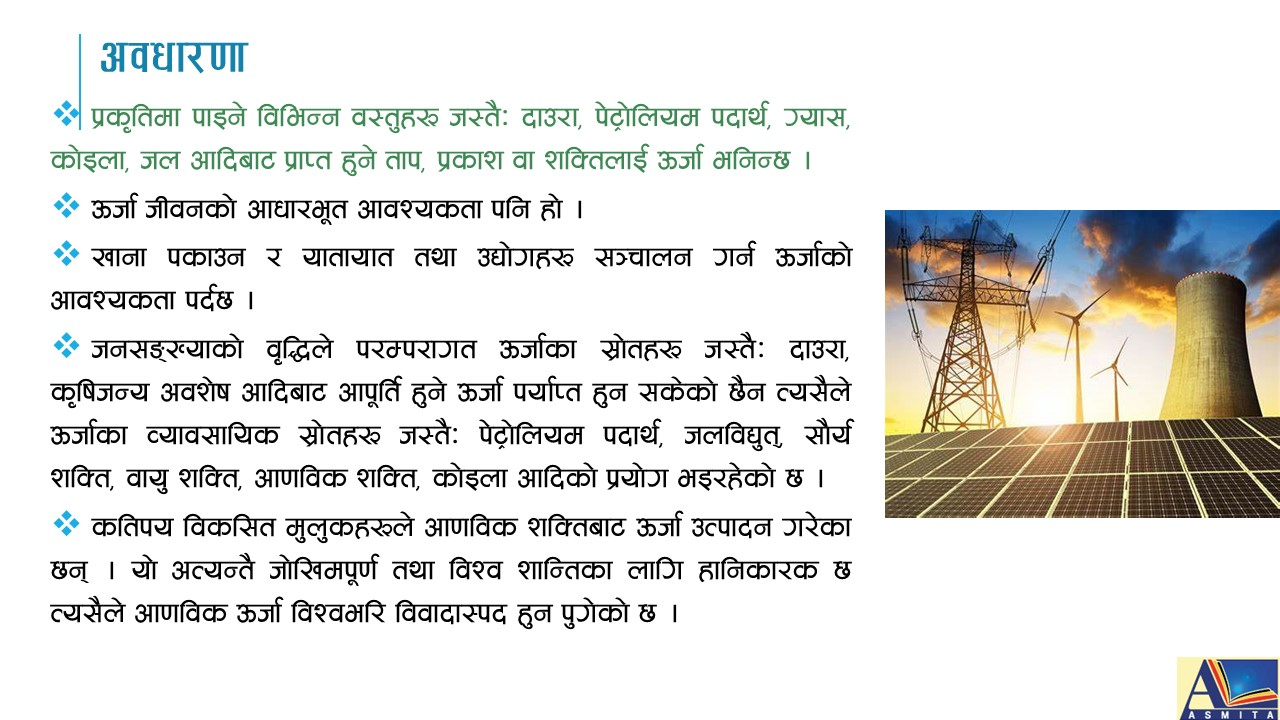 अवधारणा
❖ प्रकृतिमा पाइने विभिन्न वस्तुहरू जस्तैः दाउरा, पेट्रोलियम पदार्थ, ग्यास,
कोइला, जल आदिबाट प्राप्त हुने ताप, प्रकाश वा शक्तिलाई ऊर्जा भनिन्छ ।
❖ ऊर्जा जीवनको आधारभूत आवश्यकता पनि हो ।
❖ खाना पकाउन र यातायात तथा उद्योगहरू सञ्चालन गर्न ऊर्जाको
आवश्यकता पर्दछ ।
❖ जनसङ्ख्याको वृद्धिले परम्परागत ऊर्जाका स्रोतहरू जस्तैः दाउरा,
कृषिजन्य अवशेष आदिबाट आपूर्ति हुने ऊर्जा पर्याप्त हुन सकेको छैन त्यसैले
ऊर्जाका व्यावसायिक स्रोतहरू जस्तैः पेट्रोलियम पदार्थ, जलविद्युत्, सौर्य
शक्ति, वायु शक्ति, आणविक शक्ति, कोइला आदिको प्रयोग भइरहेको छ ।
❖ कतिपय विकसित मुलुकहरूले आणविक शक्तिबाट ऊर्जा उत्पादन गरेका
छन् । यो अत्यन्तै जोखिमपूर्ण तथा विश्व शान्तिका लागि हानिकारक छ
त्यसैले आणविक ऊर्जा विश्वभरि विवादास्पद हुन पुगेको छ ।
ASMITA